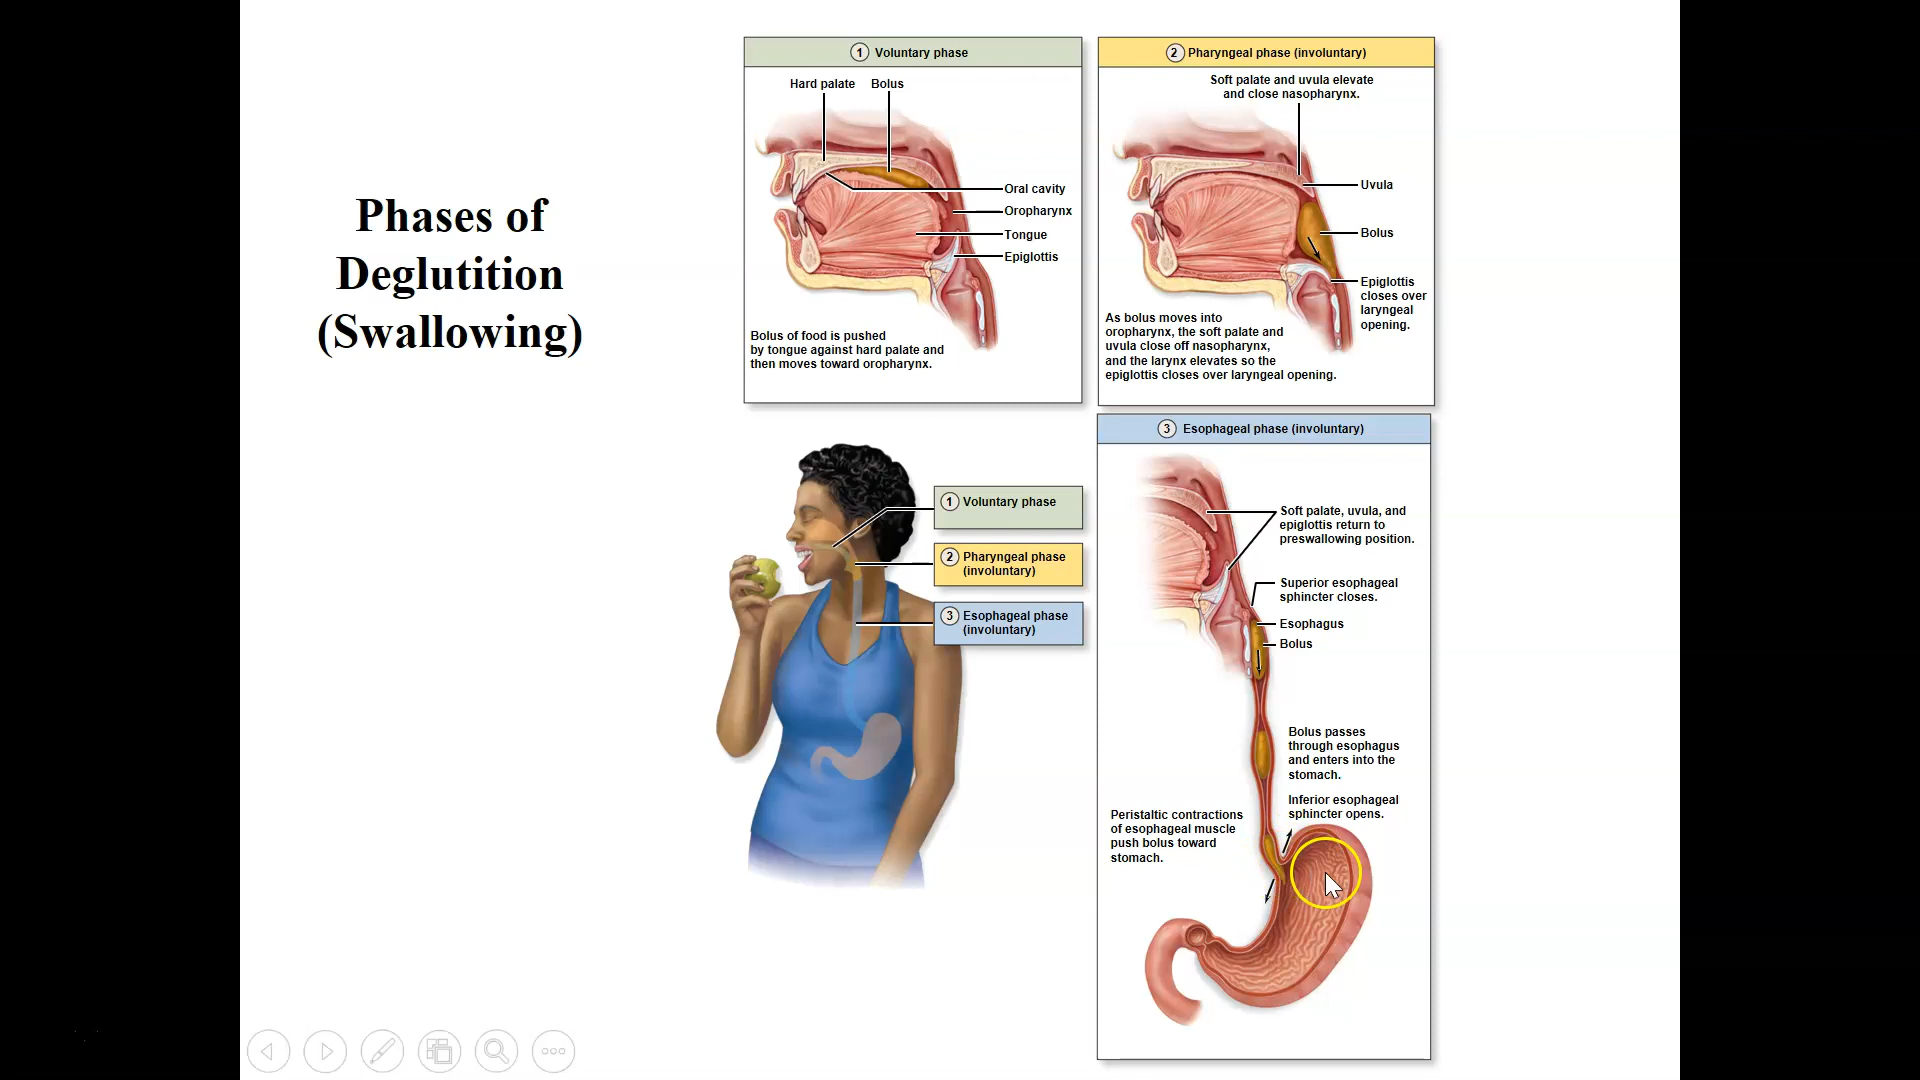 Phases of
Deglutition
(Swallowing)
1 Voluntary phase
Hard palate Bolus
Oral cavity
Oropharynx
Tongue
Epiglottis
Bolus of food is pushed
by tongue against hard palate and
then moves toward oropharynx.
2 Pharyngeal phase (involuntary)
Soft palate and uvula elevate
and close nasopharynx.
Uvula
Bolus
Epiglottis
closes over
laryngeal
opening.
As bolus moves into
oropharynx, the soft palate and
uvula close off nasopharynx,
and the larynx elevates so the
epiglottis closes over laryngeal opening.
1 Voluntary phase
2 Pharyngeal phase
(involuntary)
3 Esophageal phase
(involuntary)
3 Esophageal phase (involuntary)
Soft palate, uvula, and
epiglottis return to
preswallowing position.
Superior esophageal
sphincter closes.
Esophagus
Bolus
Bolus passes
through esophagus
and enters into the
stomach.
Inferior esophageal
sphincter opens.
Peristaltic contractions
of esophageal muscle
push bolus toward
stomach.